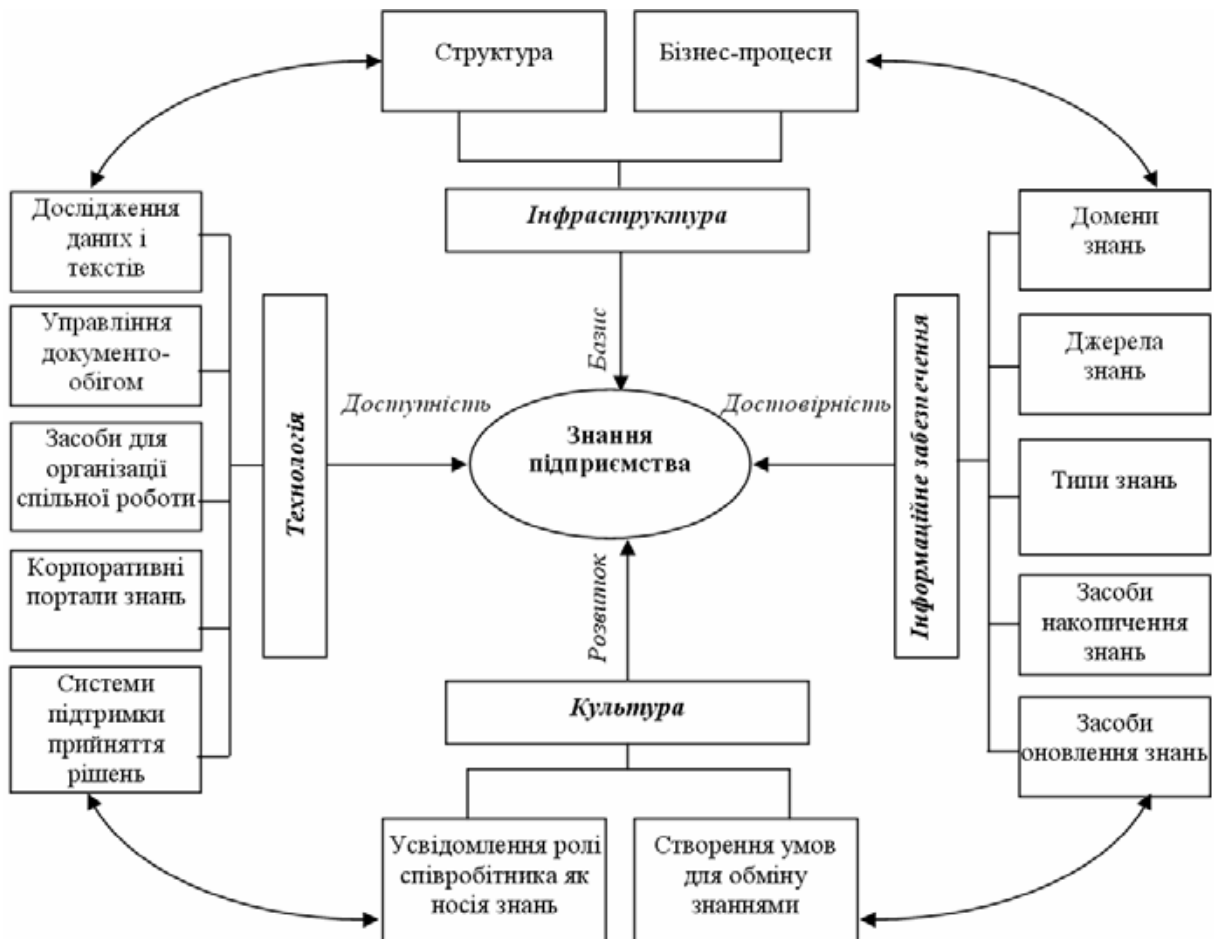 Структура
Бізнес-процеси
Інфраструктура
Базис
Дослідження
даних і
текстів
Управління
документо-
обігом
Засоби для
організації
спільної роботи
Корпоративні
портали знань
Системи
підтримки
прийняття
рішень
Технологія
Доступність
Знання
підприємства
Достовірність
Інформаційне забезпечення
Домени
знань
Джерела
знань
Типи знань
Засоби
накопичення
знань
Засоби
оновлення знань
Розвиток
Культура
Усвідомлення ролі
співробітника як
носія знань
Створення умов
для обміну
знаннями